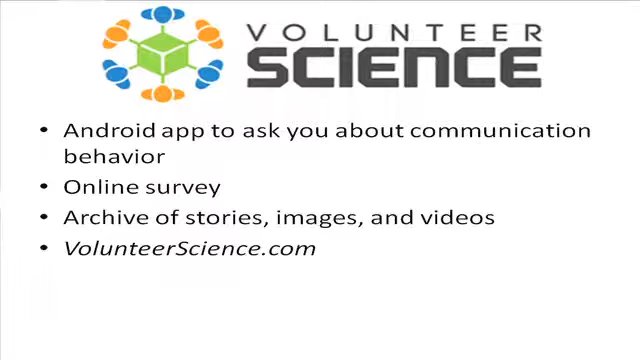 VOLUNTEER
SCIENCE
• Android app to ask you about communication
behavior
• Online survey
• Archive of stories, images, and videos
• VolunteerScience.com